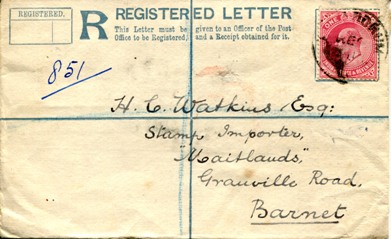 REGISTERED.
R REGISTERED LETTER
This Letter must be given to an Officer of the Post
Office to be Registered, and a Receipt obtained for it.
851
H. C. Watkins Esq:
Stamp Importer,
"Maitlands,"
Granville Road,
Barnet